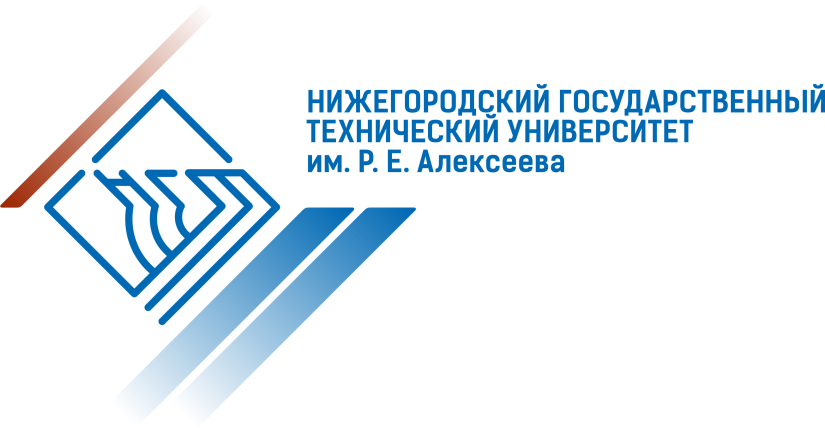 НИЖЕГОРОДСКИЙ ГОСУДАРСТВЕННЫЙ
ТЕХНИЧЕСКИЙ УНИВЕРСИТЕТ
им. Р. Е. Алексеева